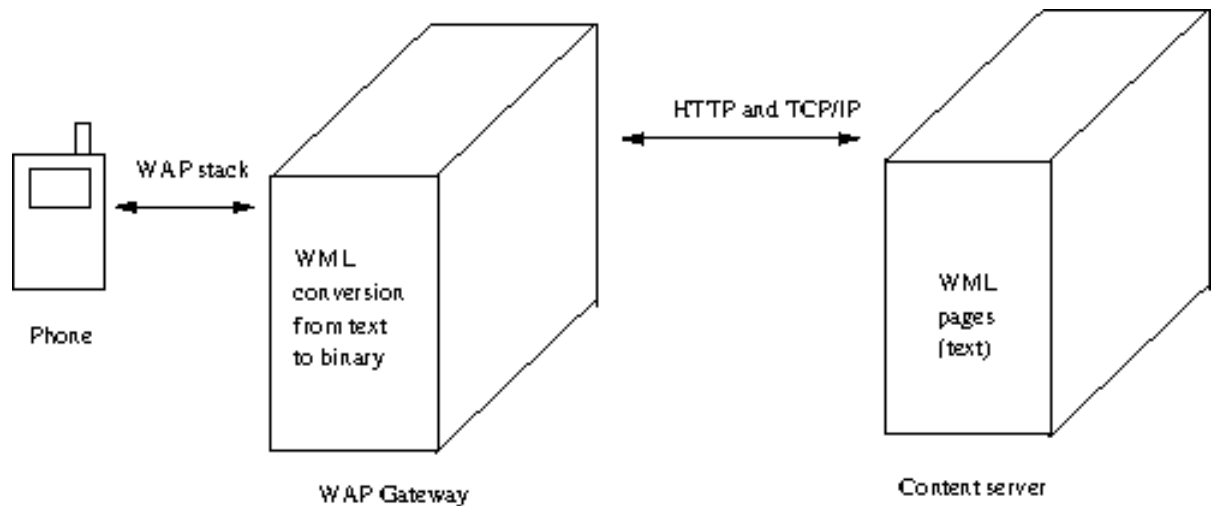 HTTP and TCP/IP
WAP stack
WML
conversion
from text
to binary
WML
pages
(text)
Phone
WAP Gateway
Content server